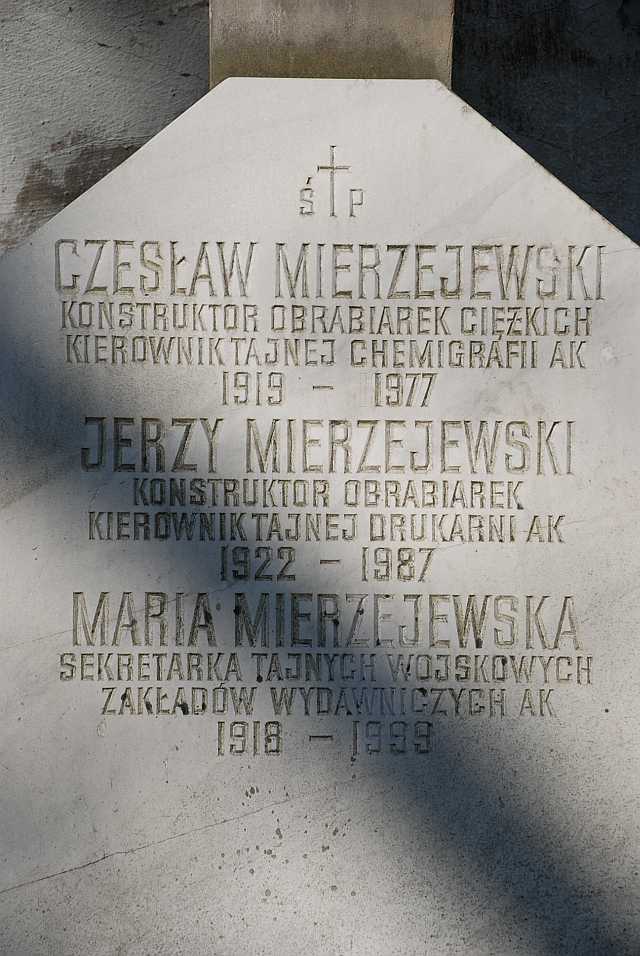 Ś P
CZESŁAW MIERZEJEWSKI
KONSTRUKTOR OBRABIAREK CIĘŻKICH
KIEROWNIK TAJNEJ CHEMIGRAFII AK
1919 - 1977
JERZY MIERZEJEWSKI
KONSTRUKTOR OBRABIAREK
KIEROWNIK TAJNEJ DRUKARNI AK
1922 - 1987
MARIA MIERZEJEWSKA
SEKRETARKA TAJNYCH WOJSKOWYCH
ZAKŁADÓW WYDAWNICZYCH AK
1918 - 1999